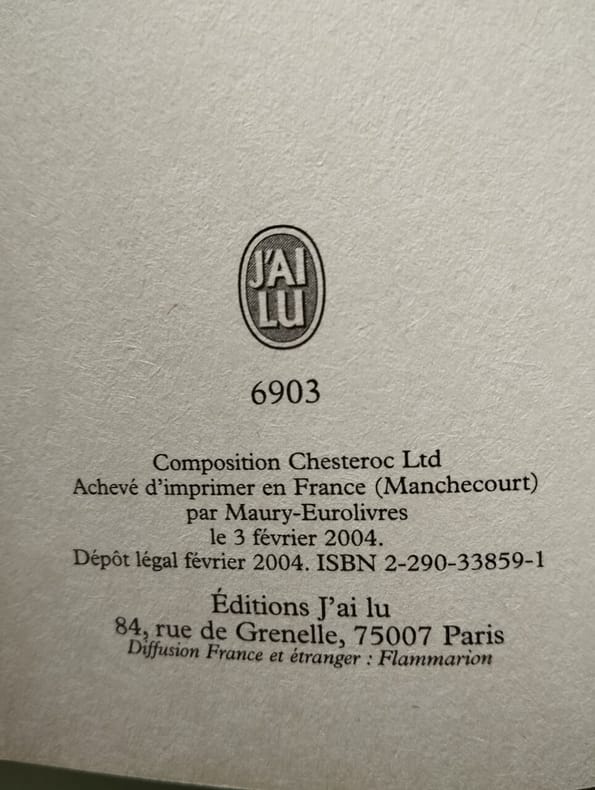 J'AI
LU
6903
Composition Chesteroc Ltd
Achevé d'imprimer en France (Manchecourt)
par Maury-Eurolivres
le 3 février 2004.
Dépôt légal février 2004. ISBN 2-290-33859-1
Éditions J'ai lu
84, rue de Grenelle, 75007 Paris
Diffusion France et étranger : Flammarion